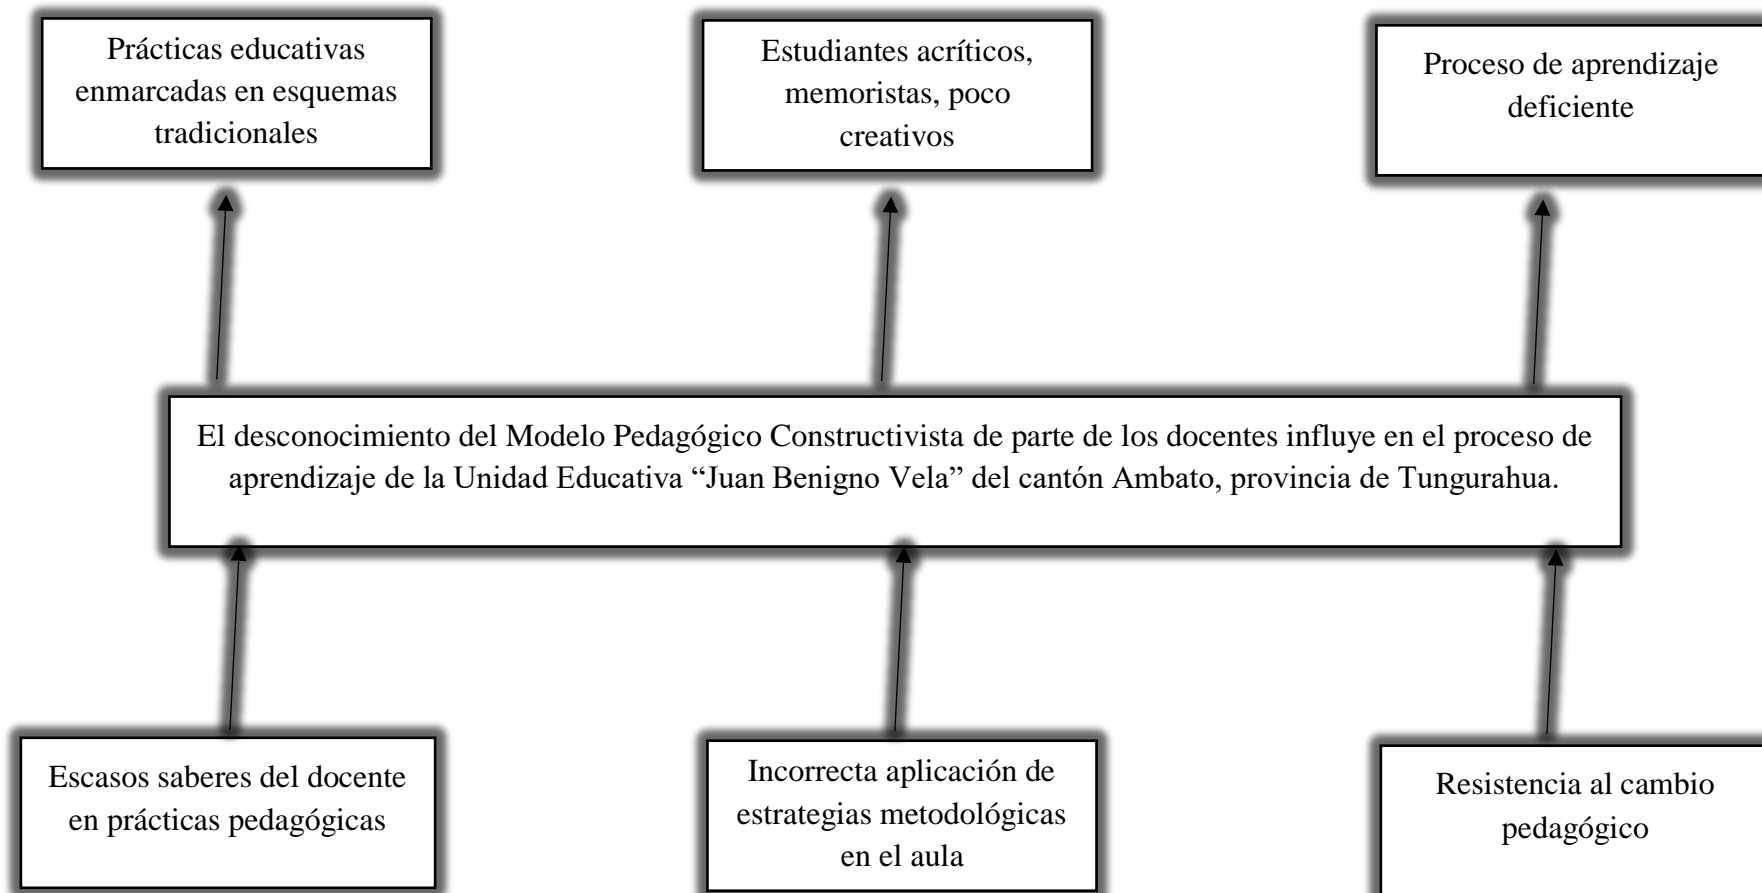 Prácticas educativas
enmarcadas en esquemas
tradicionales
Estudiantes acríticos,
memoristas, poco
creativos
Proceso de aprendizaje
deficiente
El desconocimiento del Modelo Pedagógico Constructivista de parte de los docentes influye en el proceso de
aprendizaje de la Unidad Educativa “Juan Benigno Vela” del cantón Ambato, provincia de Tungurahua.
Escasos saberes del docente
en prácticas pedagógicas
Incorrecta aplicación de
estrategias metodológicas
en el aula
Resistencia al cambio
pedagógico